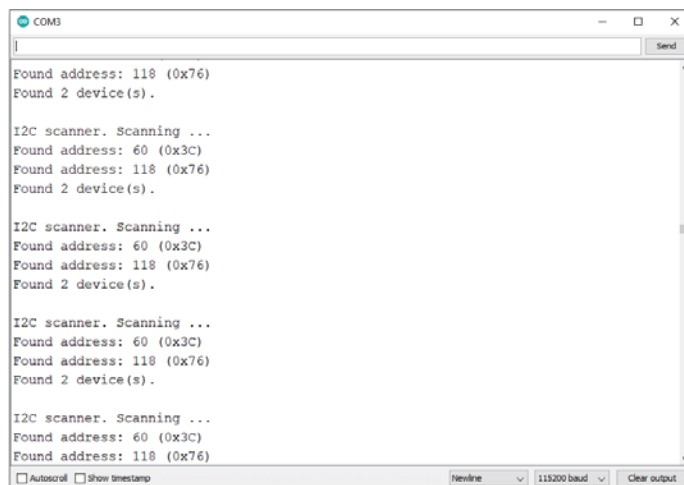 COM3
Send
Found address: 118 (0x76)
Found 2 device(s).
I2C scanner. Scanning ...
Found address: 60 (0x3C)
Found address: 118 (0x76)
Found 2 device(s).
I2C scanner. Scanning ...
Found address: 60 (0x3C)
Found address: 118 (0x76)
Found 2 device(s).
I2C scanner. Scanning ...
Found address: 60 (0x3C)
Found address: 118 (0x76)
Found 2 device(s).
I2C scanner. Scanning ...
Found address: 60 (0x3C)
Found address: 118 (0x76)
Autoscroll Show timestamp Newline 115200 baud Clear output